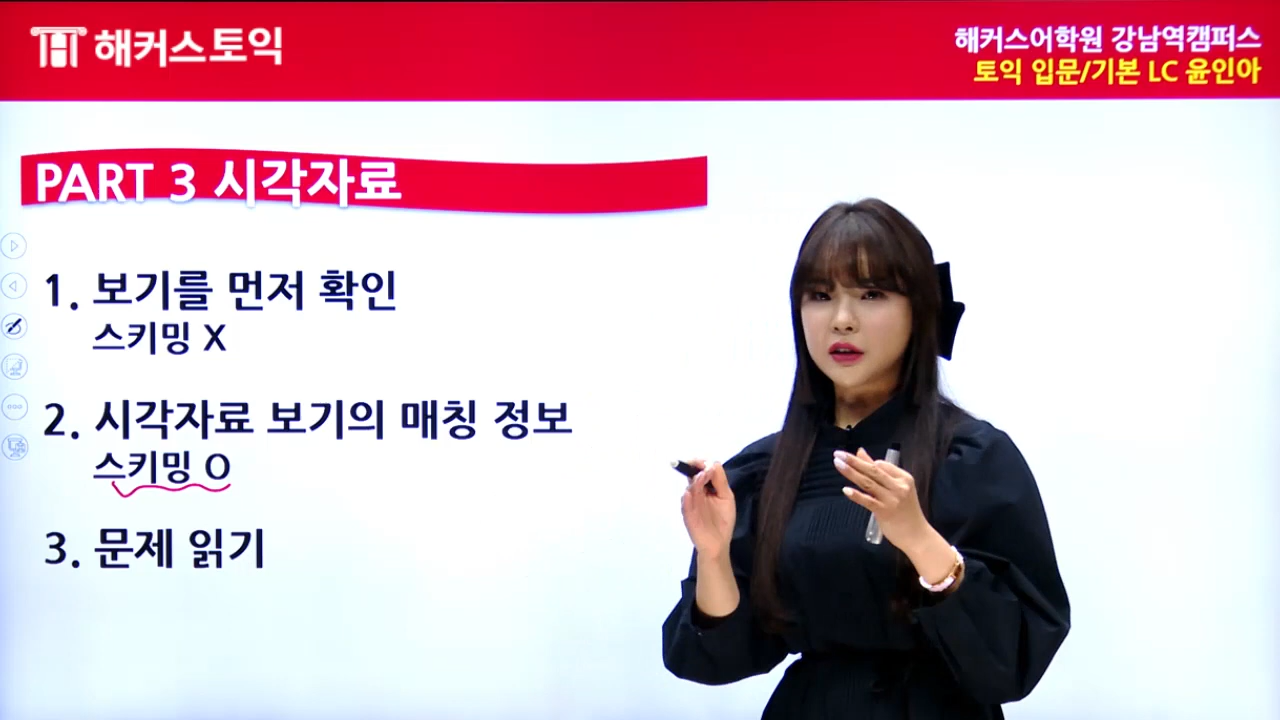 해커스토익
해커스어학원 강남역캠퍼스
토익 입문/기본 LC 윤인아
PART 3 시각자료
1. 보기를 먼저 확인
스키밍 X
2. 시각자료 보기의 매칭 정보
스키밍 O
3. 문제 읽기